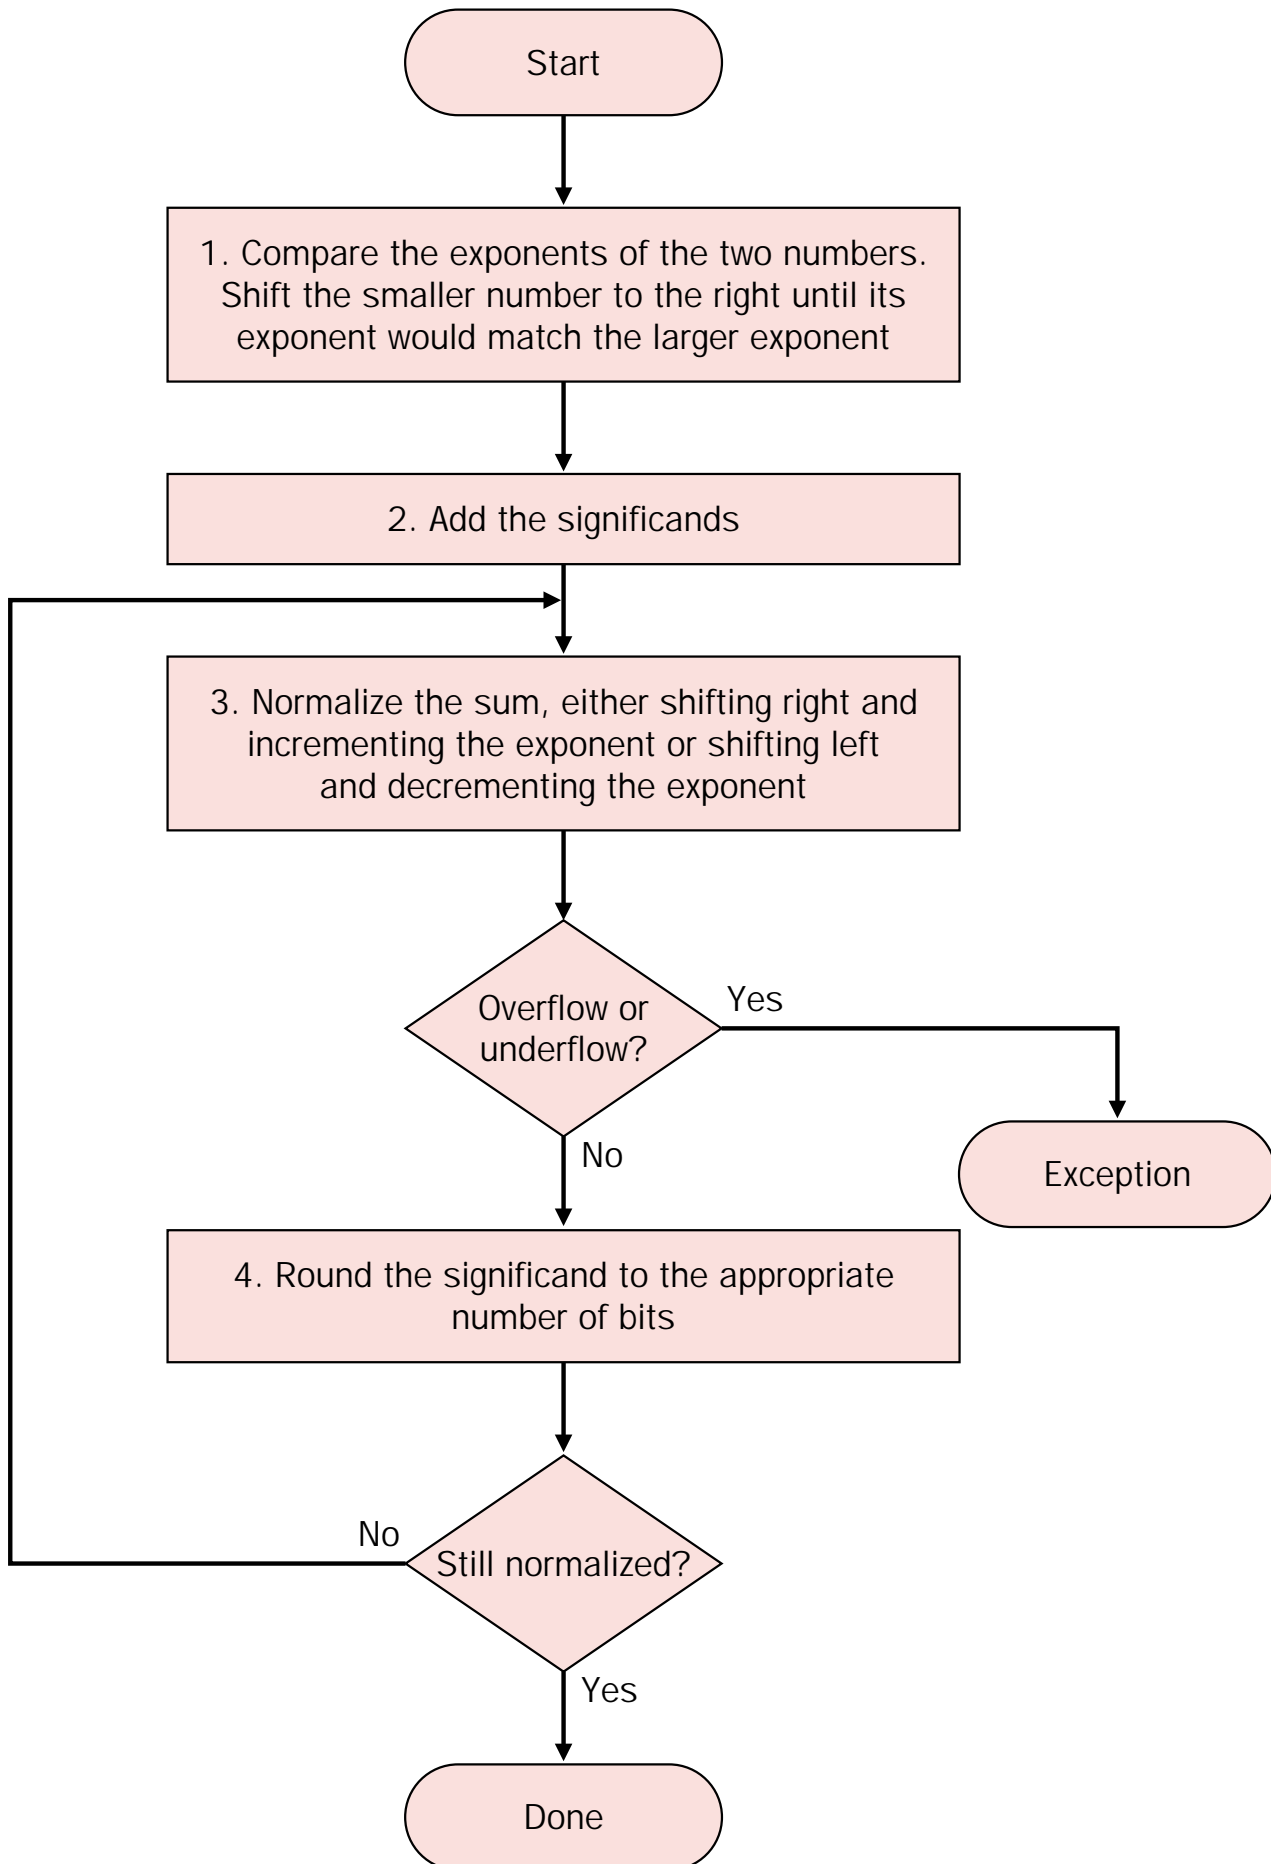 Start
1. Compare the exponents of the two numbers.
Shift the smaller number to the right until its
exponent would match the larger exponent
2. Add the significands
3. Normalize the sum, either shifting right and
incrementing the exponent or shifting left
and decrementing the exponent
Overflow or
underflow?
Yes
No
Exception
4. Round the significand to the appropriate
number of bits
No
Still normalized?
Yes
Done